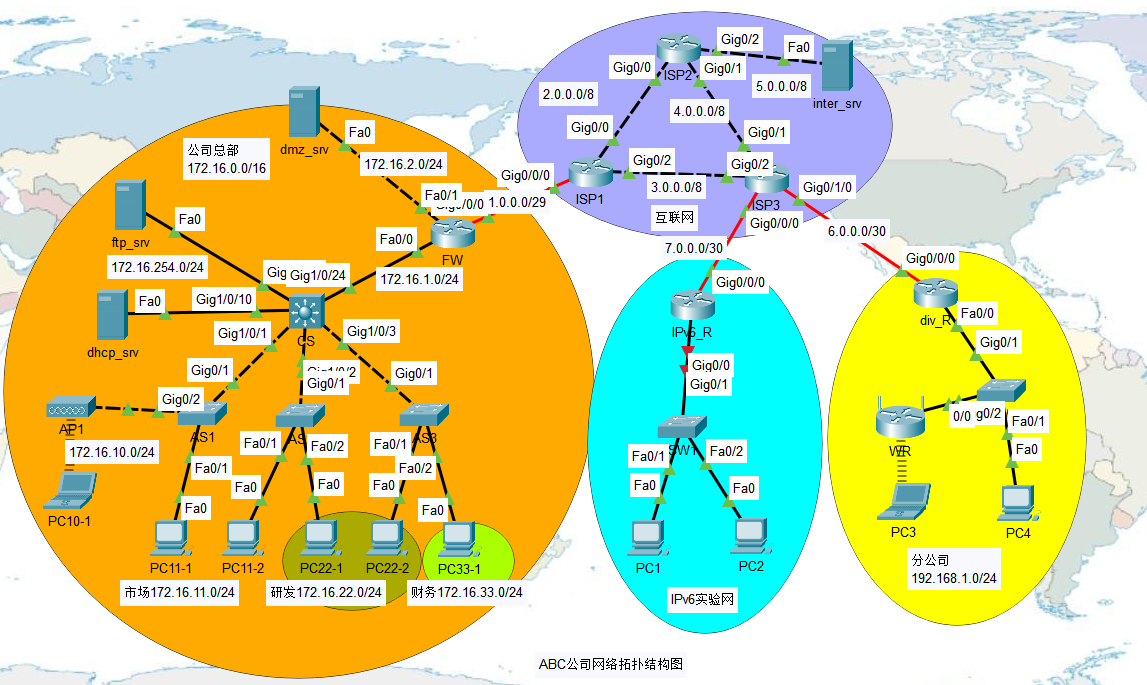 Gig0/2
Fa0
ISP2
Gig0/0
Gig0/1
5.0.0.0/8
inter_srv
2.0.0.0/8
4.0.0.0/8
Gig0/0
Gig0/1
Gig0/2
Gig0/2
ISP1
3.0.0.0/8
ISP3
Gig0/0/0
Gig0/1/0
互联网
Gig0/0/0
6.0.0.0/30
7.0.0.0/30
公司总部
172.16.0.0/16
dmz_srv
Fa0
172.16.2.0/24
Fa0/1
1.0.0.0/29
ftp_srv
Fa0
Fa0/0
FW
172.16.254.0/24
Gig1/0/24
172.16.1.0/24
dhcp_srv
Fa0
Gig1/0/10
CS
Gig1/0/1
Gig1/0/3
Gig0/1
Gig0/1
Gig0/1
Gig0/2
AP1
AS1
AS3
172.16.10.0/24
PC10-1
Fa0/1
Fa0/1
Fa0/2
Fa0/1
Fa0/2
Fa0
Fa0
Fa0
Fa0
Fa0
PC11-1
PC11-2
PC22-1
PC22-2
PC33-1
市场172.16.11.0/24
研发172.16.22.0/24
财务172.16.33.0/24
Gig0/0/0
IPv6_R
Gig0/0
Gig0/1
SW1
Fa0/1
Fa0/2
Fa0
Fa0
PC1
PC2
IPv6实验网
Gig0/0/0
div_R
Fa0/0
Gig0/1
0/0
g0/2
WR
Fa0/1
Fa0
PC3
PC4
分公司
192.168.1.0/24
ABC公司网络拓扑结构图